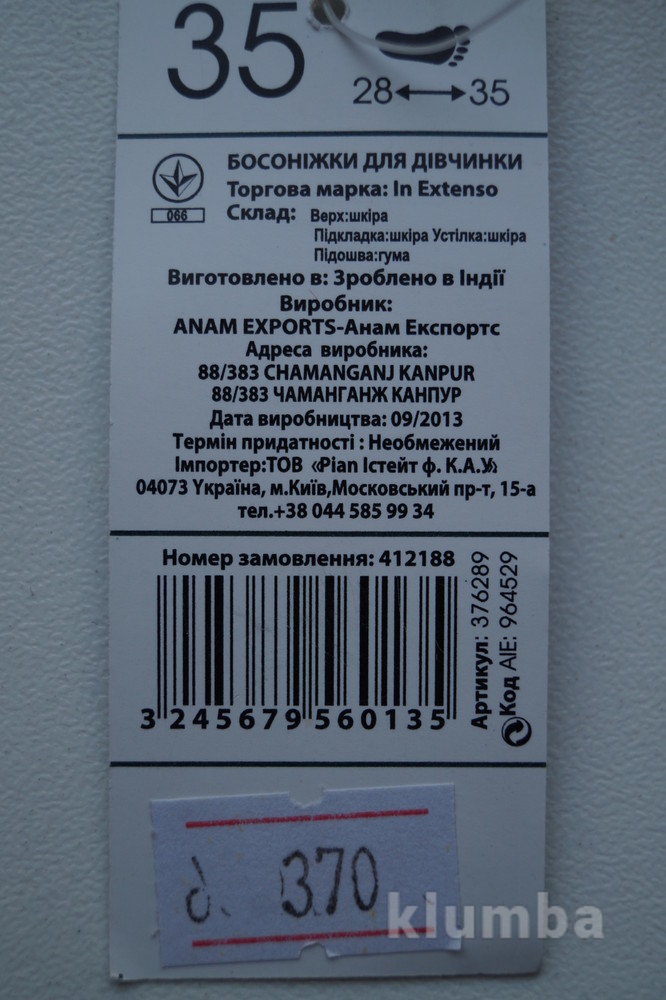 35
28 35
БОСОНІЖКИ ДЛЯ ДІВЧИНКИ
Торгова марка: In Extenso
066
Склад: Верх:шкіра
Підкладка:шкіра Устілка:шкіра
Підошва:гума
Виготовлено в: Зроблено в Індії
Виробник:
ANAM EXPORTS-Анам Експортс
Адреса виробника:
88/383 CHAMANGANJ KANPUR
88/383 ЧАМАНГАНЖ КАНПУР
Дата виробництва: 09/2013
Термін придатності : Необмежений
Імпортер:ТОВ «Ріап Істейт ф. К.А.У»
04073 Україна, м.Київ,Московський пр-т, 15-а
тел.+38 044 585 99 34
Номер замовлення: 412188
3 245679 560135
Артикул: 376289
Код AIE: 964529
370
klumba